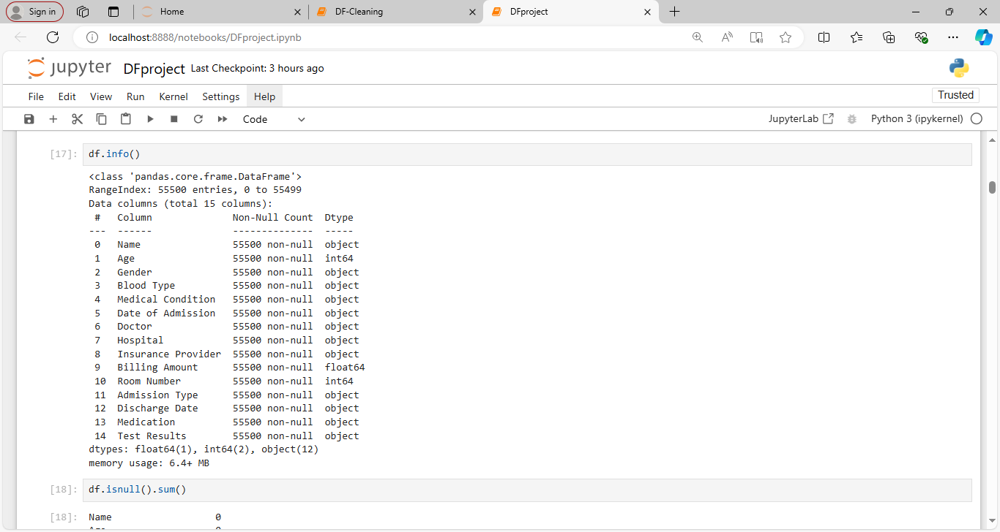 Sign in
Home
DF-Cleaning
DFproject
localhost:8888/notebooks/DFproject.ipynb
jupyter DFproject Last Checkpoint: 3 hours ago
File Edit View Run Kernel Settings Help
Trusted
Code
JupyterLab
Python 3 (ipykernel)
[17]: df.info()
<class 'pandas.core.frame.DataFrame'>
RangeIndex: 55500 entries, 0 to 55499
Data columns (total 15 columns):
 #   Column              Non-Null Count  Dtype
---  ------              --------------  -----
 0   Name                55500 non-null  object
 1   Age                 55500 non-null  int64
 2   Gender              55500 non-null  object
 3   Blood Type          55500 non-null  object
 4   Medical Condition   55500 non-null  object
 5   Date of Admission   55500 non-null  object
 6   Doctor              55500 non-null  object
 7   Hospital            55500 non-null  object
 8   Insurance Provider  55500 non-null  object
 9   Billing Amount      55500 non-null  float64
 10  Room Number         55500 non-null  int64
 11  Admission Type      55500 non-null  object
 12  Discharge Date      55500 non-null  object
 13  Medication          55500 non-null  object
 14  Test Results        55500 non-null  object
dtypes: float64(1), int64(2), object(12)
memory usage: 6.4+ MB
[18]: df.isnull().sum()
[18]: Name                  0